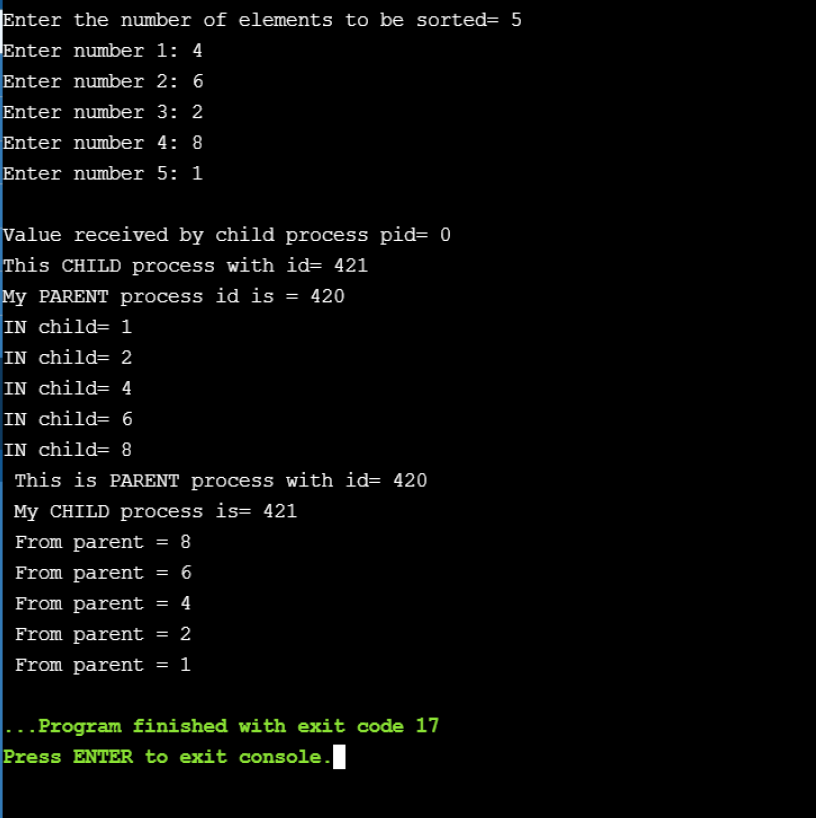 Enter the number of elements to be sorted= 5
Enter number 1: 4
Enter number 2: 6
Enter number 3: 2
Enter number 4: 8
Enter number 5: 1
Value received by child process pid= 0
This CHILD process with id= 421
My PARENT process id is = 420
IN child= 1
IN child= 2
IN child= 4
IN child= 6
IN child= 8
This is PARENT process with id= 420
My CHILD process is= 421
From parent = 8
From parent = 6
From parent = 4
From parent = 2
From parent = 1
...Program finished with exit code 17
Press ENTER to exit console.